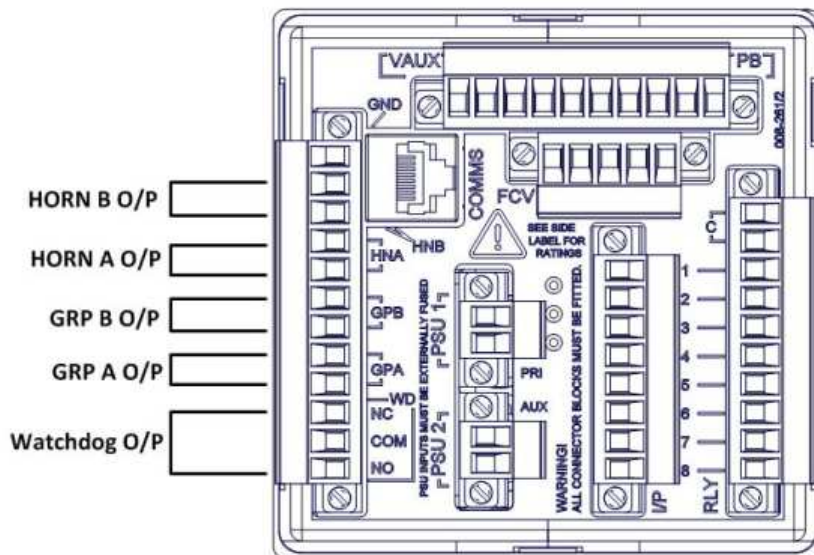 VAUX
PB
GND
008-261/2
COMMS
FCV
HORN B O/P
HNB
SEE SIDE
LABEL FOR
RATINGS
C
HORN A O/P
HNA
1
2
GRP B O/P
GPB
PSU 1
3
4
GRP A O/P
GPA
PRI
5
WD
AUX
NC
6
Watchdog O/P
COM
PSU 2
7
NO
8
PSU INPUTS MUST BE EXTERNALLY FUSED
WARNING!
ALL CONNECTOR BLOCKS MUST BE FITTED.
I/P
RLY